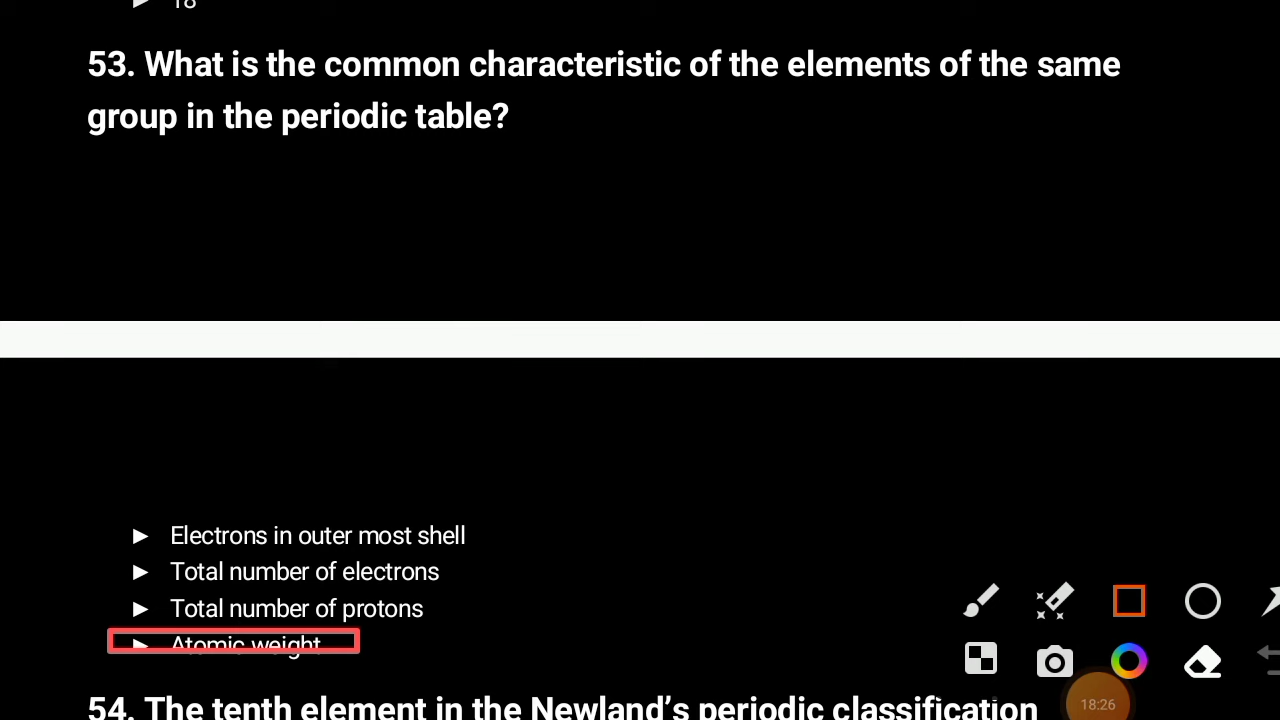 ► 18
53. What is the common characteristic of the elements of the same
group in the periodic table?
► Electrons in outer most shell
► Total number of electrons
► Total number of protons
► Atomic weight
54. The tenth element in the Newland's periodic classification
18:26